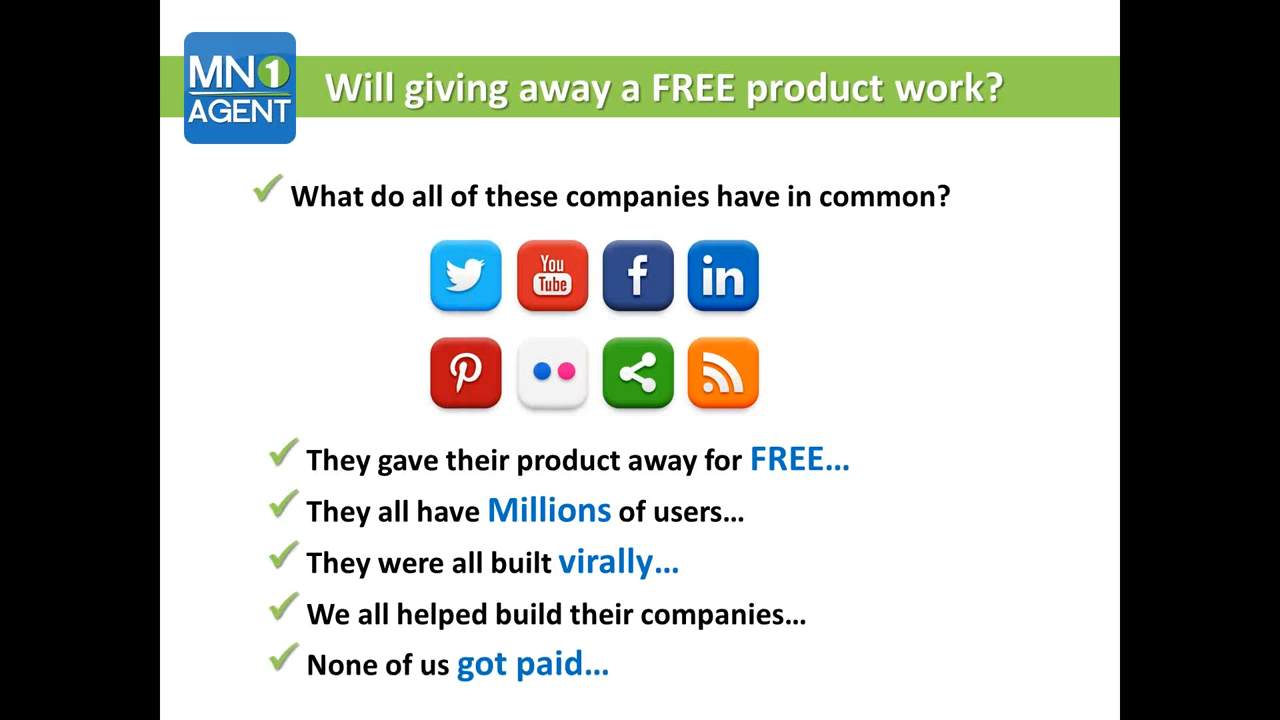 MN1
AGENT
Will giving away a FREE product work?
What do all of these companies have in common?
You
Tube
f
in
They gave their product away for FREE...
They all have Millions of users...
They were all built virally...
We all helped build their companies...
None of us got paid...